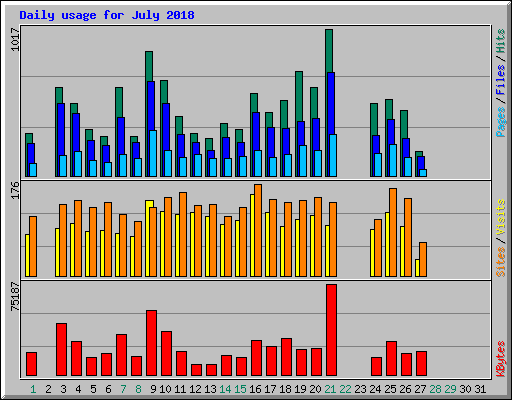 Daily usage for July 2018
1017
Pages / Files / Hits
176
Sites / Visits
75187
KBytes
1 2 3 4 5 6 7 8 9 10 11 12 13 14 15 16 17 18 19 20 21 22 23 24 25 26 27 28 29 30 31